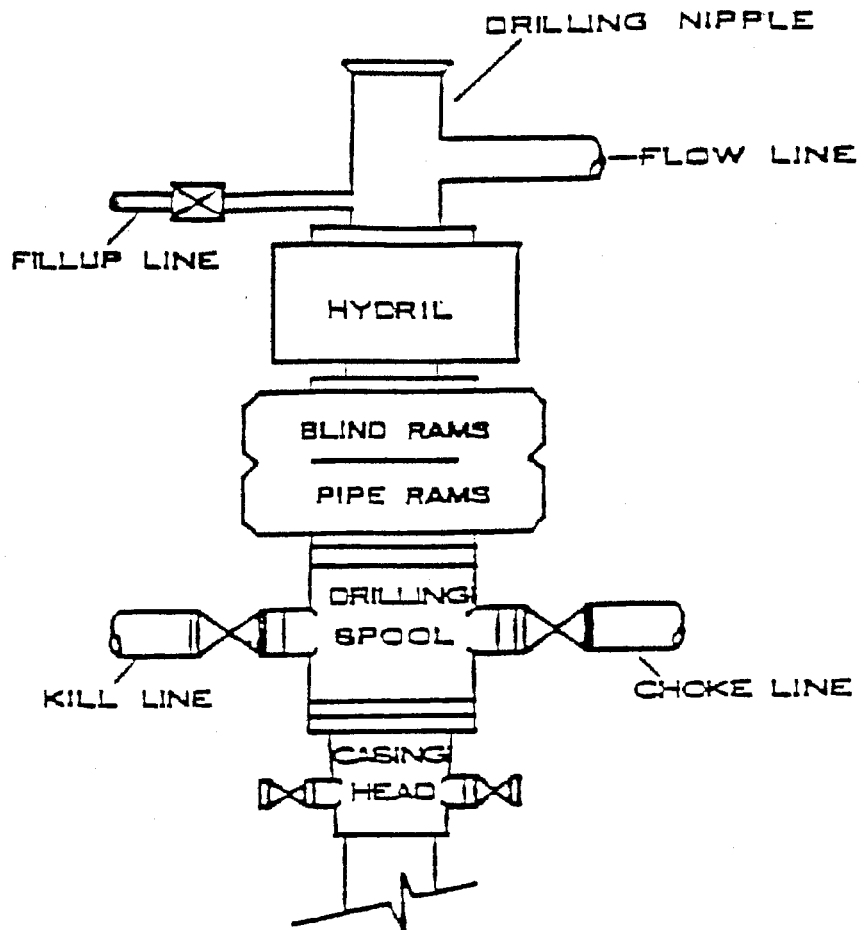 DRILLING NIPPLE
FLOW LINE
FILLUP LINE
HYDRIL
BLIND RAMS
PIPE RAMS
DRILLING
SPOOL
KILL LINE
CHOKE LINE
CASING
HEAD